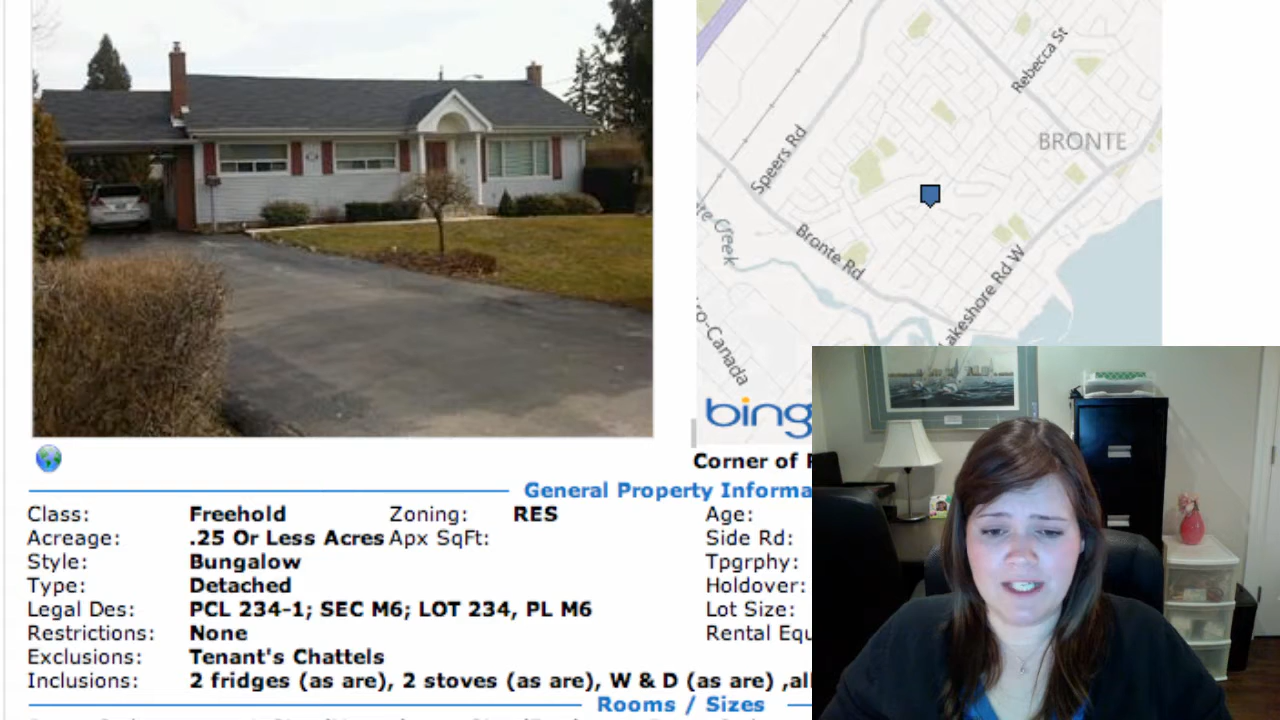 Rebecca St
BRONTE
Speers Rd
Creek
Bronte Rd
Lakeshore Rd W
bing
Corner of
General Property Informa
Class: Freehold Zoning: RES Age:
Acreage: .25 Or Less Acres Apx SqFt: Side Rd:
Style: Bungalow Tpgrphy:
Type: Detached Holdover:
Legal Des: PCL 234-1; SEC M6; LOT 234, PL M6 Lot Size:
Restrictions: None Rental Equ
Exclusions: Tenant's Chattels
Inclusions: 2 fridges (as are), 2 stoves (as are), W & D (as are) ,all
Rooms / Sizes